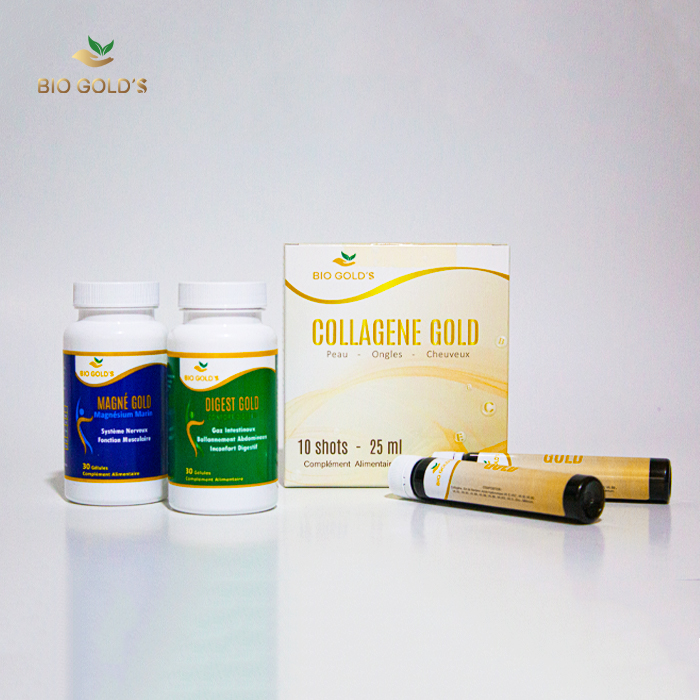 BIO GOLD'S
BIO GOLD'S
COLLAGENE GOLD
Peau - Ongles - Cheuveux
10 shots - 25 ml
Complément Alimentaire
BIO GOLD'S
MAGNÉ GOLD
Magnésium Marin
Système Nerveux
Fonction Musculaire
30 Gélules
Complément Alimentaire
BIO GOLD'S
DIGEST GOLD
Gaz Intestinaux
Ballonnement Abdominaux
Inconfort Digestif
30 Gélules
Complément Alimentaire
GOLD